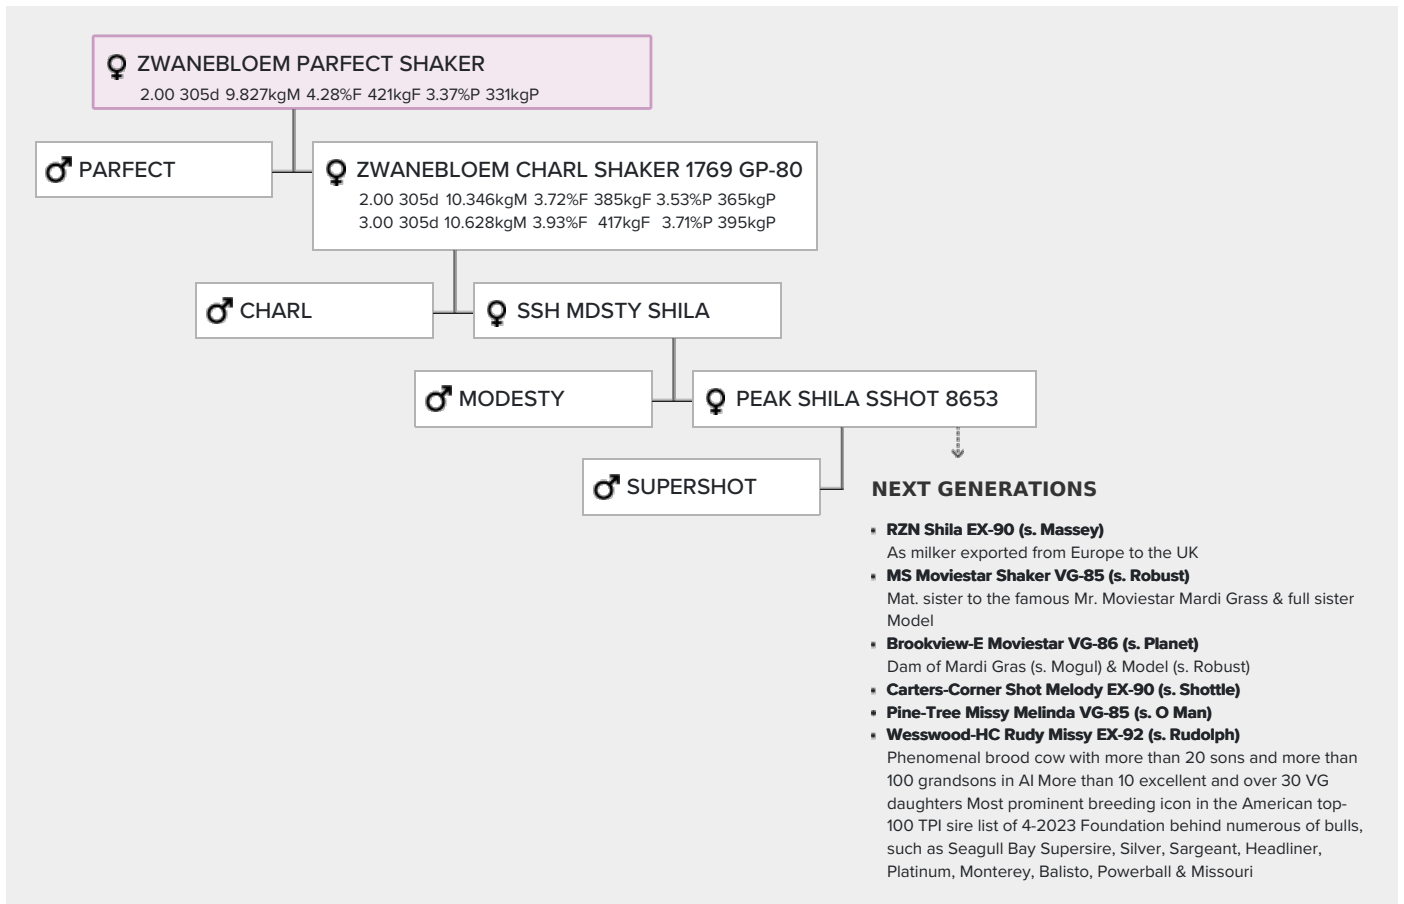 ZWANEBLOEM PARFECT SHAKER
2.00 305d 9.827kgM 4.28%F 421kgF 3.37%P 331kgP
PARFECT
ZWANEBLOEM CHARL SHAKER 1769 GP-80
2.00 305d 10.346kgM 3.72%F 385kgF 3.53%P 365kgP
3.00 305d 10.628kgM 3.93%F 417kgF 3.71%P 395kgP
CHARL
SSH MDSTY SHILA
MODESTY
PEAK SHILA SSHOT 8653
SUPERSHOT
NEXT GENERATIONS
RZN Shila EX-90 (s. Massey)
As milker exported from Europe to the UK
MS Moviestar Shaker VG-85 (s. Robust)
Mat. sister to the famous Mr. Moviestar Mardi Grass & full sister
Model
Brookview-E Moviestar VG-86 (s. Planet)
Dam of Mardi Gras (s. Mogul) & Model (s. Robust)
Carters-Corner Shot Melody EX-90 (s. Shottle)
Pine-Tree Missy Melinda VG-85 (s. O Man)
Wesswood-HC Rudy Missy EX-92 (s. Rudolph)
Phenomenal brood cow with more than 20 sons and more than
100 grandsons in AI More than 10 excellent and over 30 VG
daughters Most prominent breeding icon in the American top-
100 TPI sire list of 4-2023 Foundation behind numerous of bulls,
such as Seagull Bay Supersire, Silver, Sargeant, Headliner,
Platinum, Monterey, Balisto, Powerball & Missouri